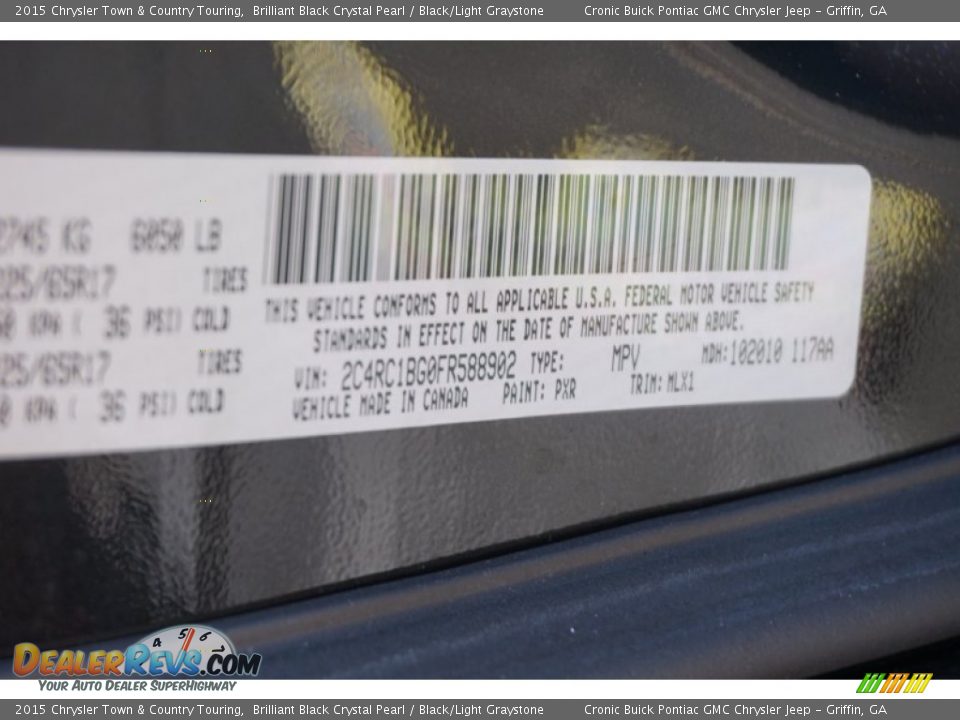 2015 Chrysler Town & Country Touring, Brilliant Black Crystal Pearl / Black/Light Graystone Cronic Buick Pontiac GMC Chrysler Jeep - Griffin, GA
2745 KG 6050 LB
225/65R17 TIRES
KPA ( 36 PSI) COLD
225/65R17 TIRES
KPA ( 36 PSI) COLD
THIS VEHICLE CONFORMS TO ALL APPLICABLE U.S.A. FEDERAL MOTOR VEHICLE SAFETY
STANDARDS IN EFFECT ON THE DATE OF MANUFACTURE SHOWN ABOVE.
VIN: 2C4RC1BG0FR588902 TYPE: MPV MDH: 102010 117AA
VEHICLE MADE IN CANADA PAINT: PXR TRIM: MLX1
4 5 6
DEALERREVS.COM
YOUR AUTO DEALER SUPERHIGHWAY
2015 Chrysler Town & Country Touring, Brilliant Black Crystal Pearl / Black/Light Graystone Cronic Buick Pontiac GMC Chrysler Jeep - Griffin, GA